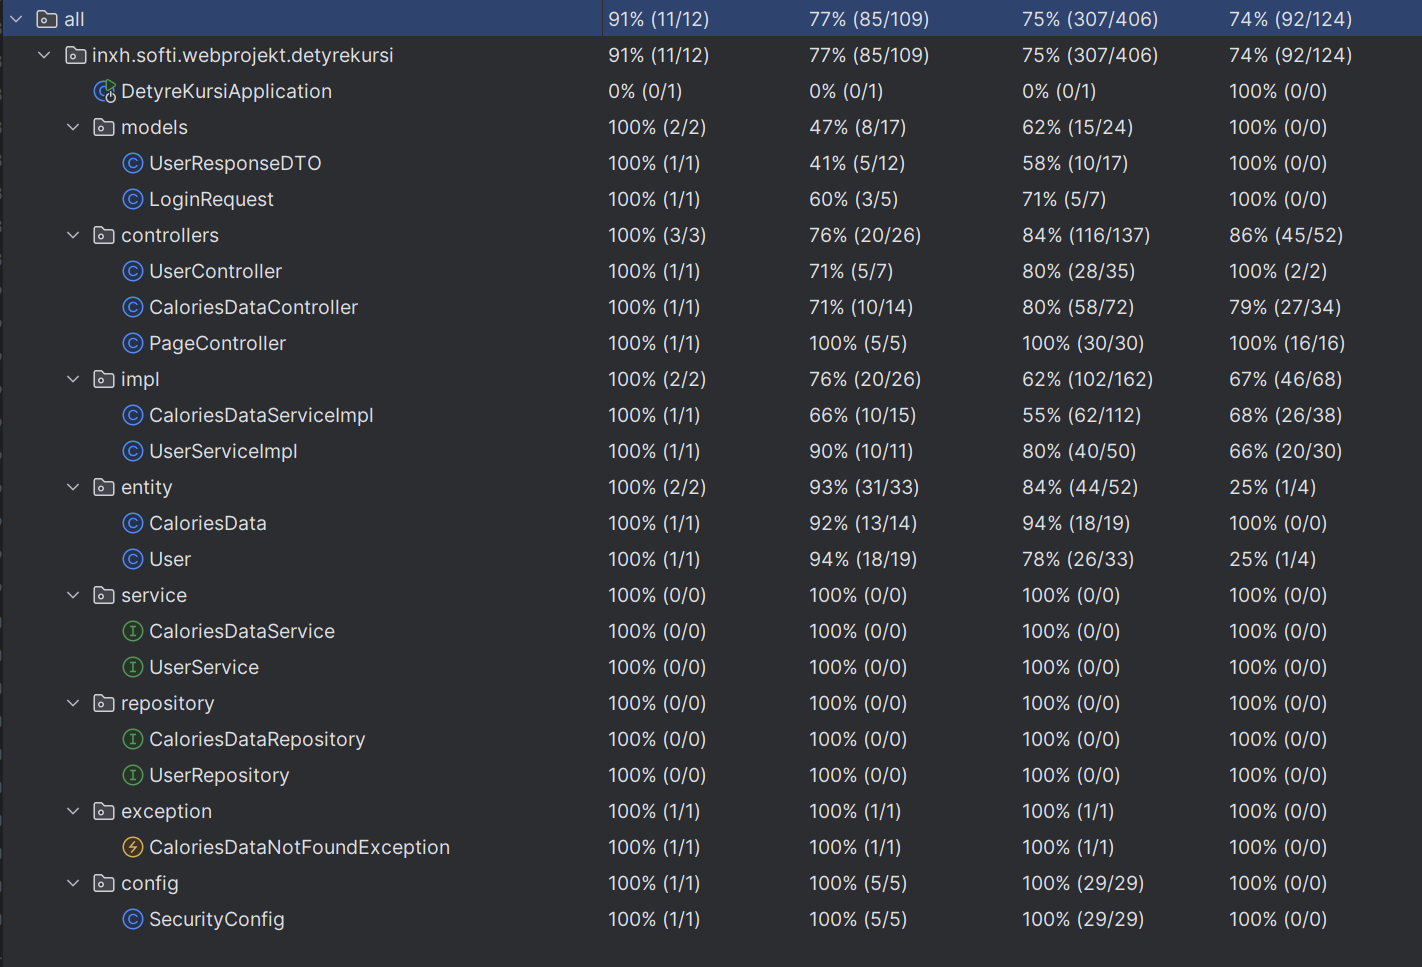 all 91% (11/12) 77% (85/109) 75% (307/406) 74% (92/124)
inxh.softi.webprojekt.detyrekursi 91% (11/12) 77% (85/109) 75% (307/406) 74% (92/124)
DetyreKursiApplication 0% (0/1) 0% (0/1) 0% (0/1) 100% (0/0)
models 100% (2/2) 47% (8/17) 62% (15/24) 100% (0/0)
UserResponseDTO 100% (1/1) 41% (5/12) 58% (10/17) 100% (0/0)
LoginRequest 100% (1/1) 60% (3/5) 71% (5/7) 100% (0/0)
controllers 100% (3/3) 76% (20/26) 84% (116/137) 86% (45/52)
UserController 100% (1/1) 71% (5/7) 80% (28/35) 100% (2/2)
CaloriesDataController 100% (1/1) 71% (10/14) 80% (58/72) 79% (27/34)
PageController 100% (1/1) 100% (5/5) 100% (30/30) 100% (16/16)
impl 100% (2/2) 76% (20/26) 62% (102/162) 67% (46/68)
CaloriesDataServiceImpl 100% (1/1) 66% (10/15) 55% (62/112) 68% (26/38)
UserServiceImpl 100% (1/1) 90% (10/11) 80% (40/50) 66% (20/30)
entity 100% (2/2) 93% (31/33) 84% (44/52) 25% (1/4)
CaloriesData 100% (1/1) 92% (13/14) 94% (18/19) 100% (0/0)
User 100% (1/1) 94% (18/19) 78% (26/33) 25% (1/4)
service 100% (0/0) 100% (0/0) 100% (0/0) 100% (0/0)
CaloriesDataService 100% (0/0) 100% (0/0) 100% (0/0) 100% (0/0)
UserService 100% (0/0) 100% (0/0) 100% (0/0) 100% (0/0)
repository 100% (0/0) 100% (0/0) 100% (0/0) 100% (0/0)
CaloriesDataRepository 100% (0/0) 100% (0/0) 100% (0/0) 100% (0/0)
UserRepository 100% (0/0) 100% (0/0) 100% (0/0) 100% (0/0)
exception 100% (1/1) 100% (1/1) 100% (1/1) 100% (0/0)
CaloriesDataNotFoundException 100% (1/1) 100% (1/1) 100% (1/1) 100% (0/0)
config 100% (1/1) 100% (5/5) 100% (29/29) 100% (0/0)
SecurityConfig 100% (1/1) 100% (5/5) 100% (29/29) 100% (0/0)